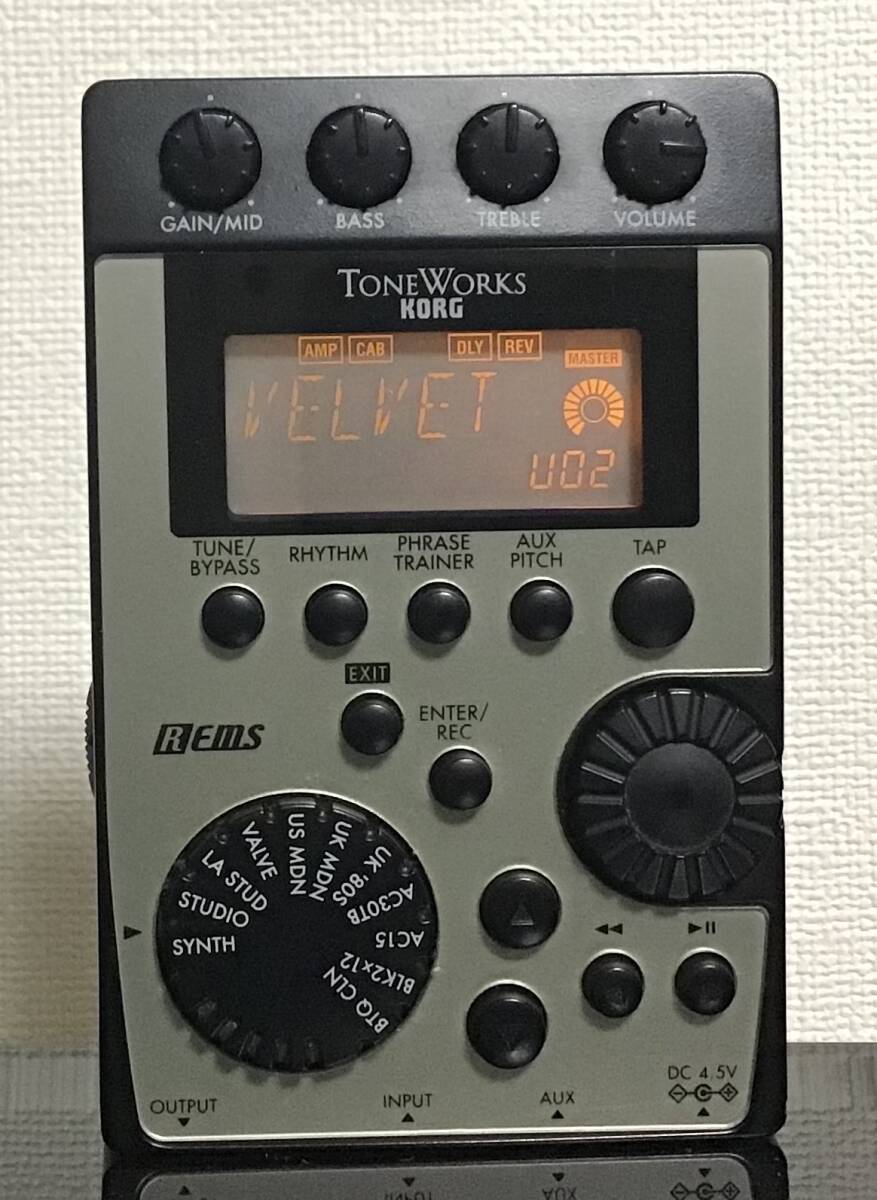 GAIN/MID BASS TREBLE VOLUME
TONEWORKS
KORG
AMP CAB DLY REV
MASTER
VELVET
U02
TUNE/
BYPASS
RHYTHM
PHRASE
TRAINER
AUX
PITCH
TAP
EXIT
REMS
ENTER/
REC
SYNTH
STUDIO
LA STUD
VALVE
US MDN
UK MDN
UK '80S
AC30TB
AC15
BLK2x12
BTQ CLN
OUTPUT
INPUT
AUX
DC 4.5V